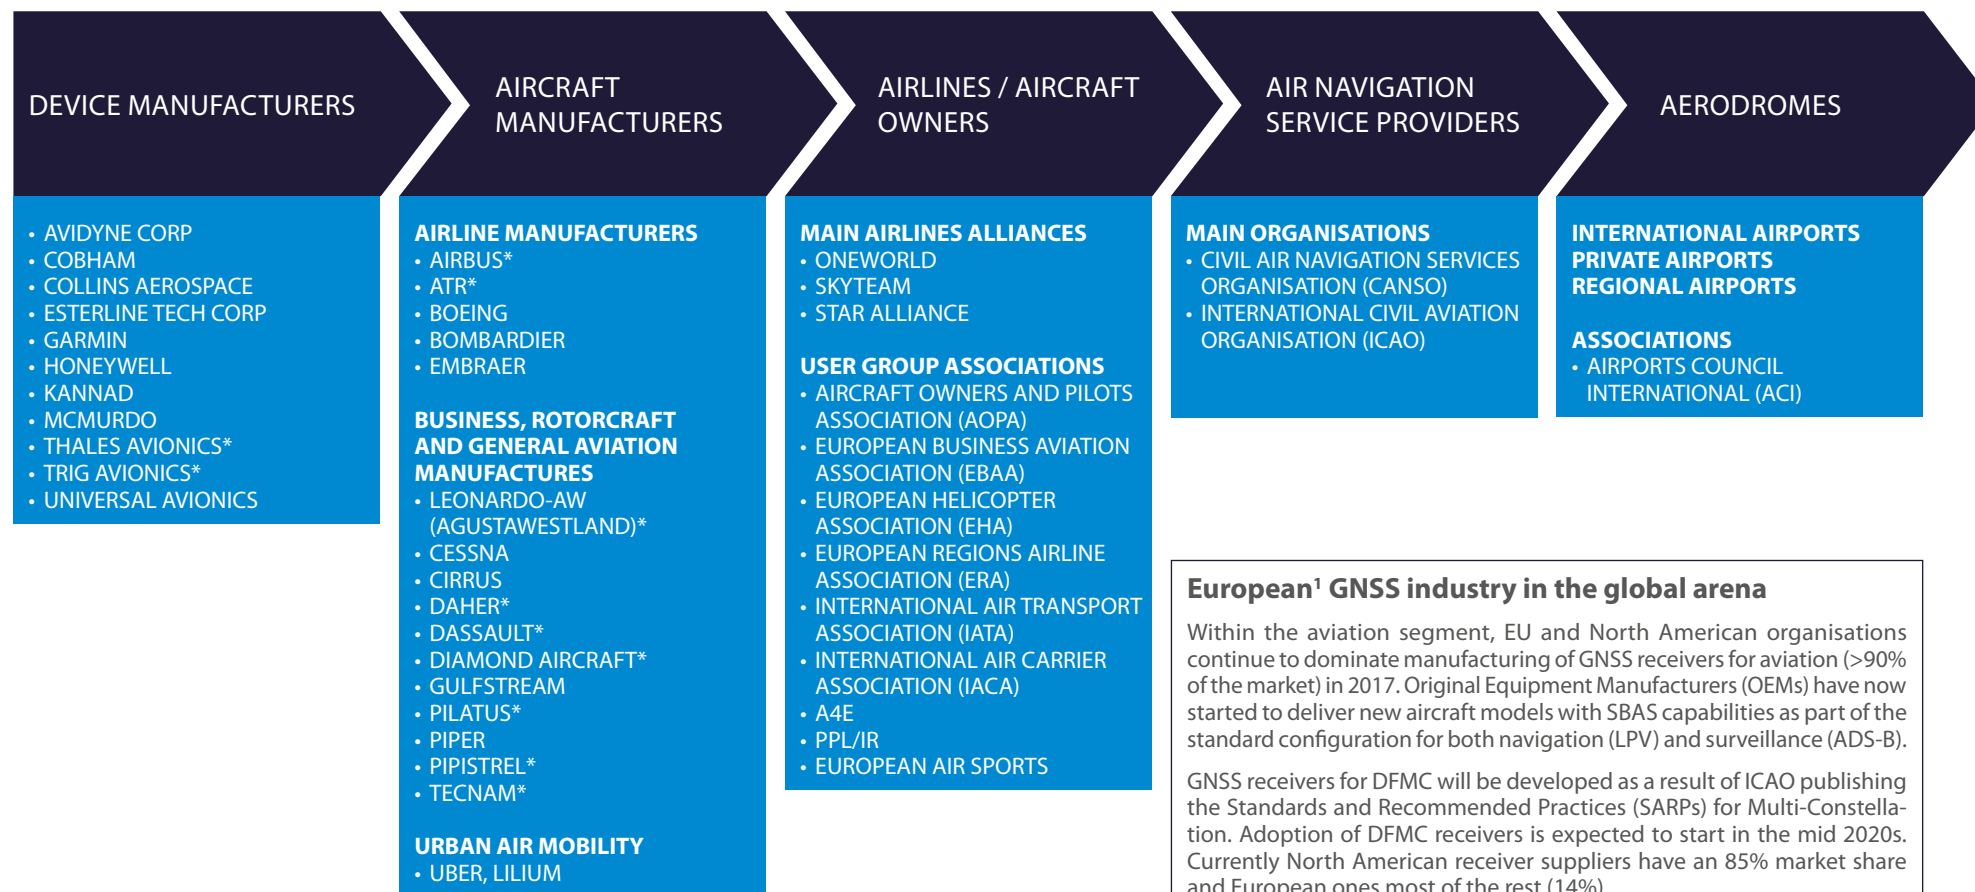 DEVICE MANUFACTURERS
AIRCRAFT
MANUFACTURERS
AIRLINES / AIRCRAFT
OWNERS
AIR NAVIGATION
SERVICE PROVIDERS
AERODROMES
• AVIDYNE CORP
• COBHAM
• COLLINS AEROSPACE
• ESTERLINE TECH CORP
• GARMIN
• HONEYWELL
• KANNAD
• MCMURDO
• THALES AVIONICS*
• TRIG AVIONICS*
• UNIVERSAL AVIONICS
AIRLINE MANUFACTURERS
• AIRBUS*
• ATR*
• BOEING
• BOMBARDIER
• EMBRAER
BUSINESS, ROTORCRAFT
AND GENERAL AVIATION
MANUFACTURES
• LEONARDO-AW
(AGUSTAWESTLAND)*
• CESSNA
• CIRRUS
• DAHER*
• DASSAULT*
• DIAMOND AIRCRAFT*
• GULFSTREAM
• PILATUS*
• PIPER
• PIPISTREL*
• TECNAM*
URBAN AIR MOBILITY
• UBER, LILIUM
MAIN AIRLINES ALLIANCES
• ONEWORLD
• SKYTEAM
• STAR ALLIANCE
USER GROUP ASSOCIATIONS
• AIRCRAFT OWNERS AND PILOTS
ASSOCIATION (AOPA)
• EUROPEAN BUSINESS AVIATION
ASSOCIATION (EBAA)
• EUROPEAN HELICOPTER
ASSOCIATION (EHA)
• EUROPEAN REGIONS AIRLINE
ASSOCIATION (ERA)
• INTERNATIONAL AIR TRANSPORT
ASSOCIATION (IATA)
• INTERNATIONAL AIR CARRIER
ASSOCIATION (IACA)
• A4E
• PPL/IR
• EUROPEAN AIR SPORTS
MAIN ORGANISATIONS
• CIVIL AIR NAVIGATION SERVICES
ORGANISATION (CANSO)
• INTERNATIONAL CIVIL AVIATION
ORGANISATION (ICAO)
INTERNATIONAL AIRPORTS
PRIVATE AIRPORTS
REGIONAL AIRPORTS
ASSOCIATIONS
• AIRPORTS COUNCIL
INTERNATIONAL (ACI)
European¹ GNSS industry in the global arena
Within the aviation segment, EU and North American organisations
continue to dominate manufacturing of GNSS receivers for aviation (>90%
of the market) in 2017. Original Equipment Manufacturers (OEMs) have now
started to deliver new aircraft models with SBAS capabilities as part of the
standard configuration for both navigation (LPV) and surveillance (ADS-B).
GNSS receivers for DFMC will be developed as a result of ICAO publishing
the Standards and Recommended Practices (SARPs) for Multi-Constella-
tion. Adoption of DFMC receivers is expected to start in the mid 2020s.
Currently North American receiver suppliers have an 85% market share
and European ones most of the rest (14%)